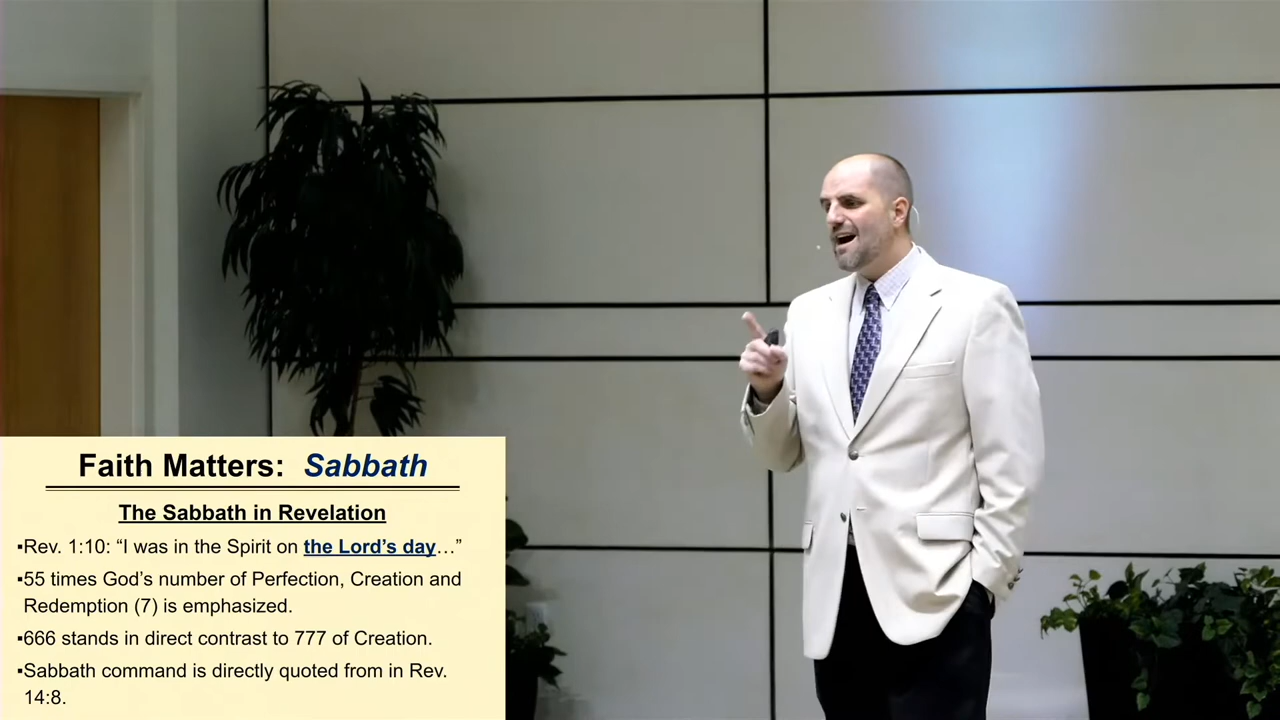 Faith Matters: Sabbath
The Sabbath in Revelation
▪Rev. 1:10: “I was in the Spirit on the Lord’s day…”
▪55 times God’s number of Perfection, Creation and
Redemption (7) is emphasized.
▪666 stands in direct contrast to 777 of Creation.
▪Sabbath command is directly quoted from in Rev.
14:8.